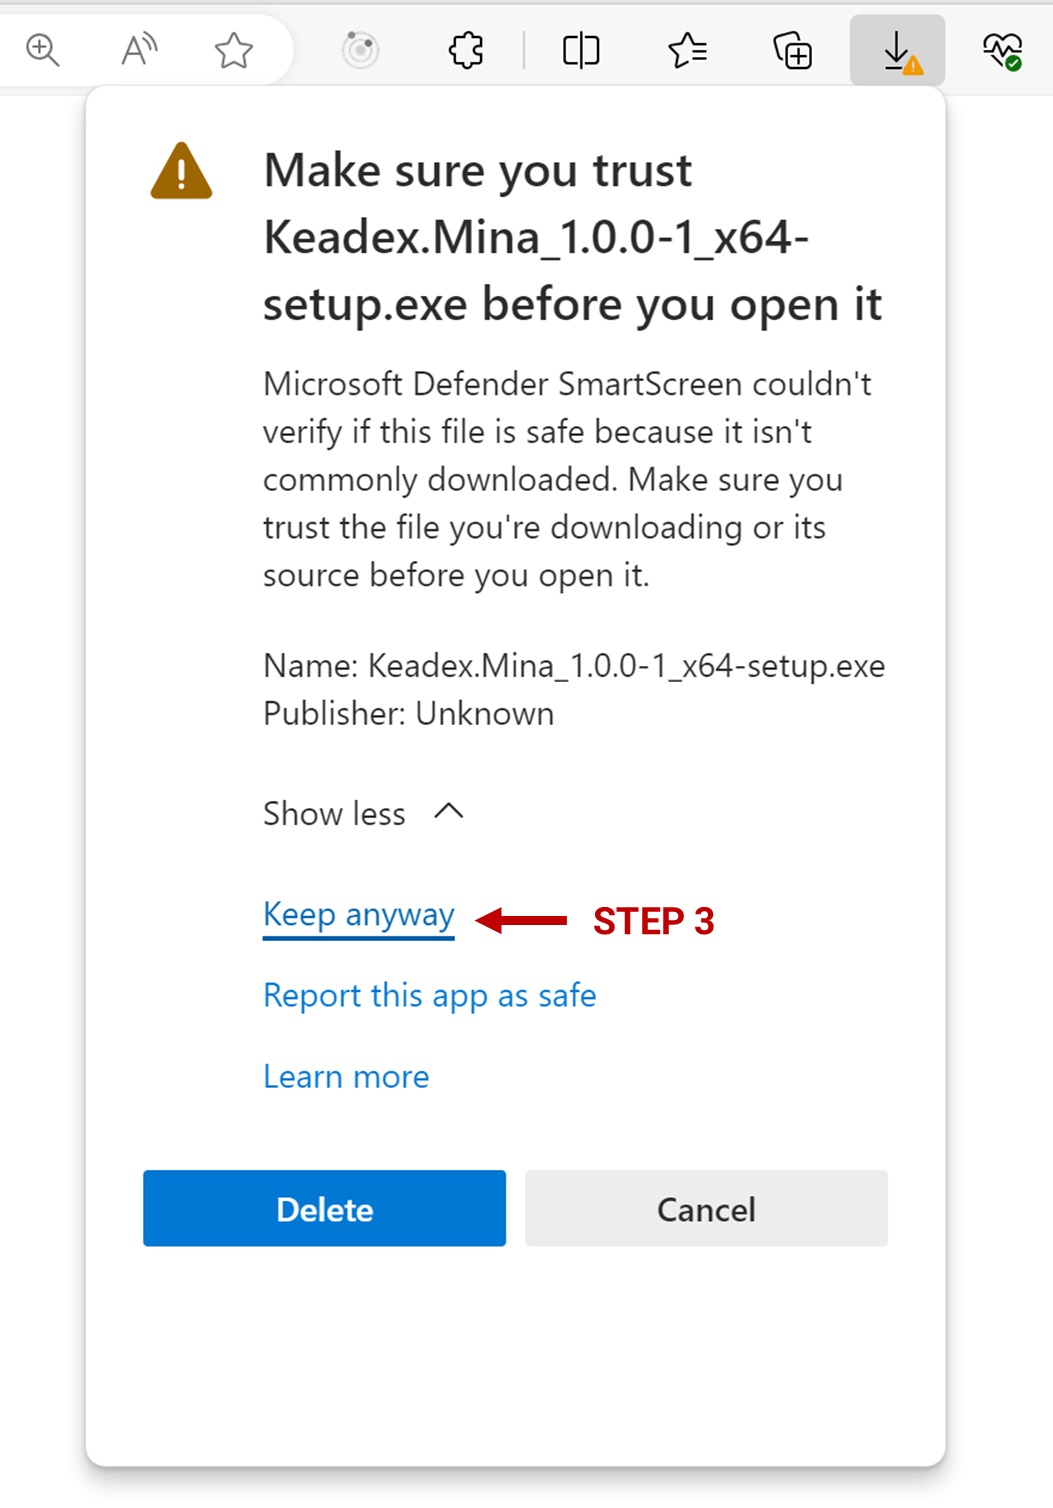 Make sure you trust
Keadex.Mina_1.0.0-1_x64-
setup.exe before you open it
Microsoft Defender SmartScreen couldn't
verify if this file is safe because it isn't
commonly downloaded. Make sure you
trust the file you're downloading or its
source before you open it.
Name: Keadex.Mina_1.0.0-1_x64-setup.exe
Publisher: Unknown
Show less
Keep anyway STEP 3
Report this app as safe
Learn more
Delete Cancel